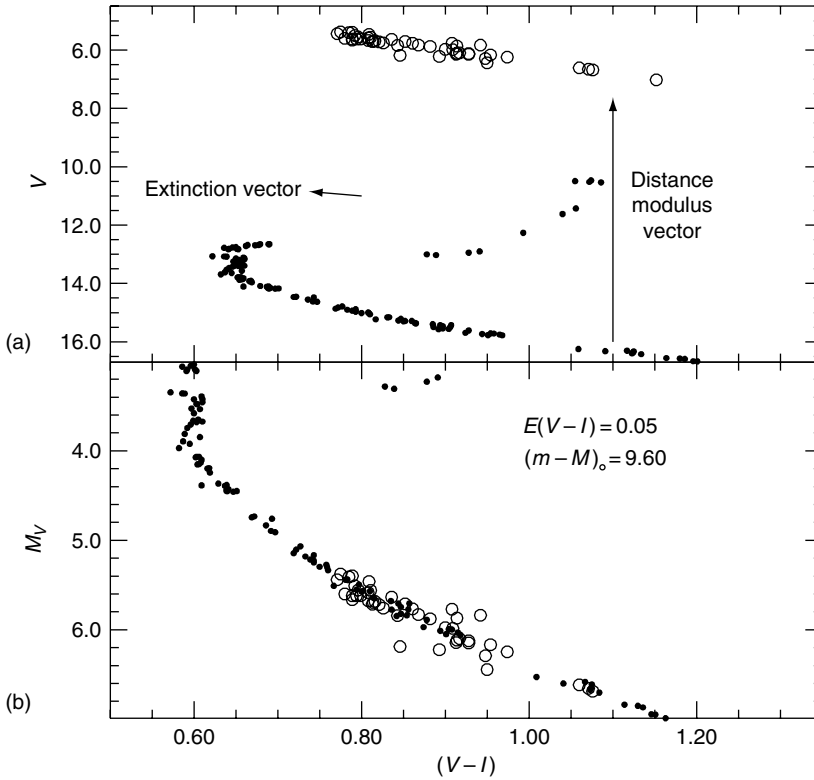 6.0
8.0
10.0
12.0
14.0
16.0
V
Extinction vector
Distance
modulus
vector
(a)
4.0
5.0
6.0
M_V
E(V−I) = 0.05
(m−M)ₒ = 9.60
(b)
0.60 0.80 1.00 1.20
(V−I)